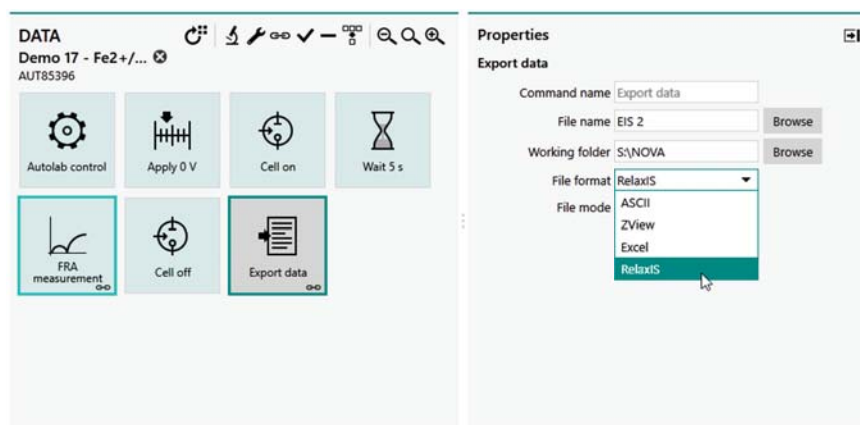 DATA
Demo 17 - Fe2+/...
AUT85396
Autolab control
Apply 0 V
Cell on
Wait 5 s
FRA
measurement
Cell off
Export data
Properties
Export data
Command name Export data
File name EIS 2 Browse
Working folder S:\NOVA Browse
File format RelaxIS
File mode
ASCII
ZView
Excel
RelaxIS